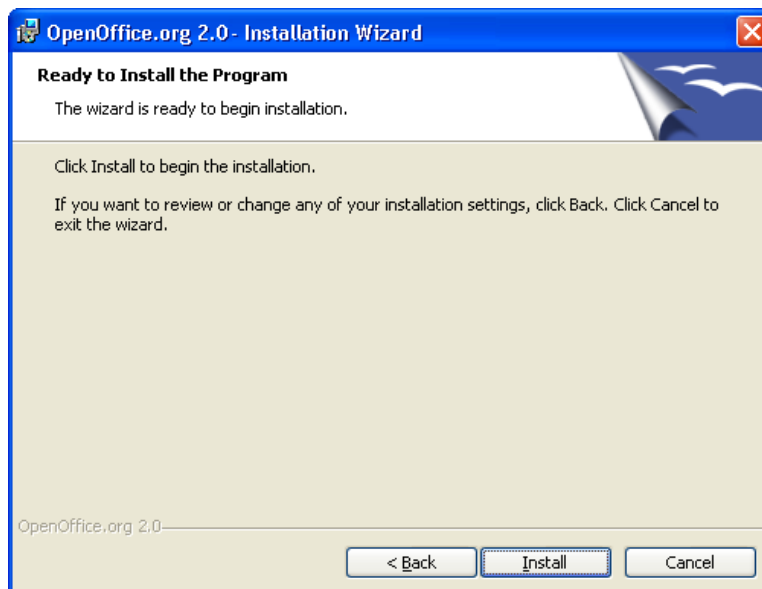 OpenOffice.org 2.0 - Installation Wizard
Ready to Install the Program
The wizard is ready to begin installation.
Click Install to begin the installation.
If you want to review or change any of your installation settings, click Back. Click Cancel to
exit the wizard.
OpenOffice.org 2.0
< Back Install Cancel